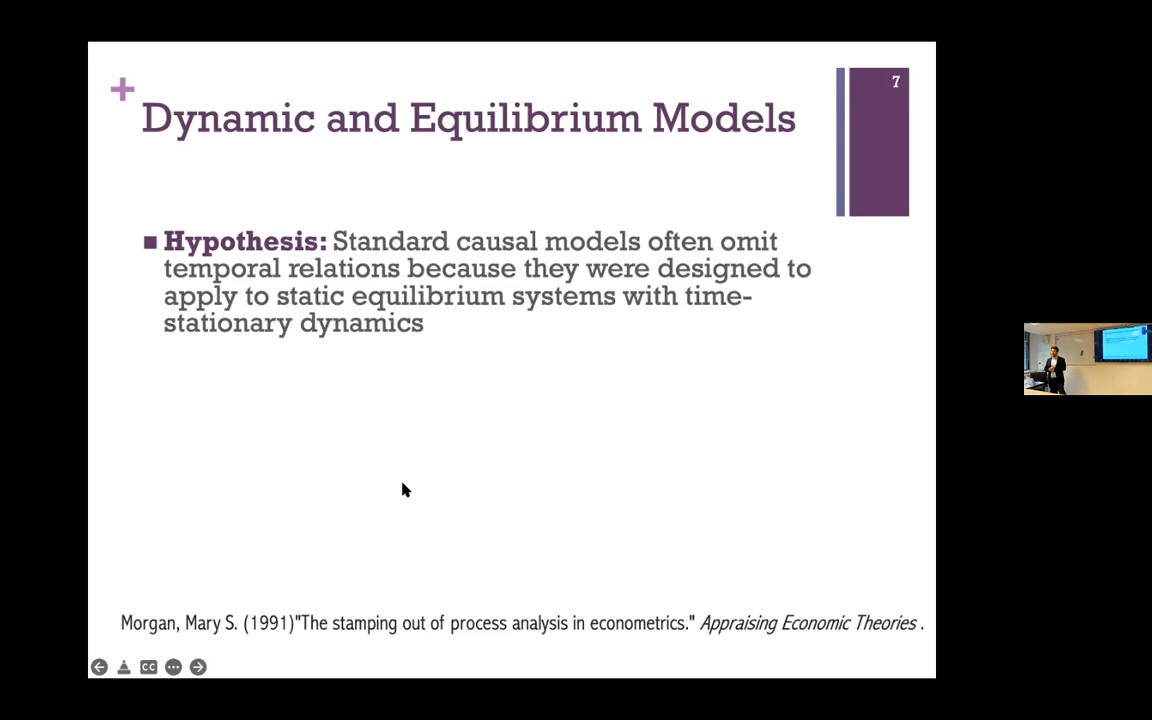 7
+
Dynamic and Equilibrium Models
Hypothesis: Standard causal models often omit
temporal relations because they were designed to
apply to static equilibrium systems with time-
stationary dynamics
Morgan, Mary S. (1991)"The stamping out of process analysis in econometrics." Appraising Economic Theories .
CC